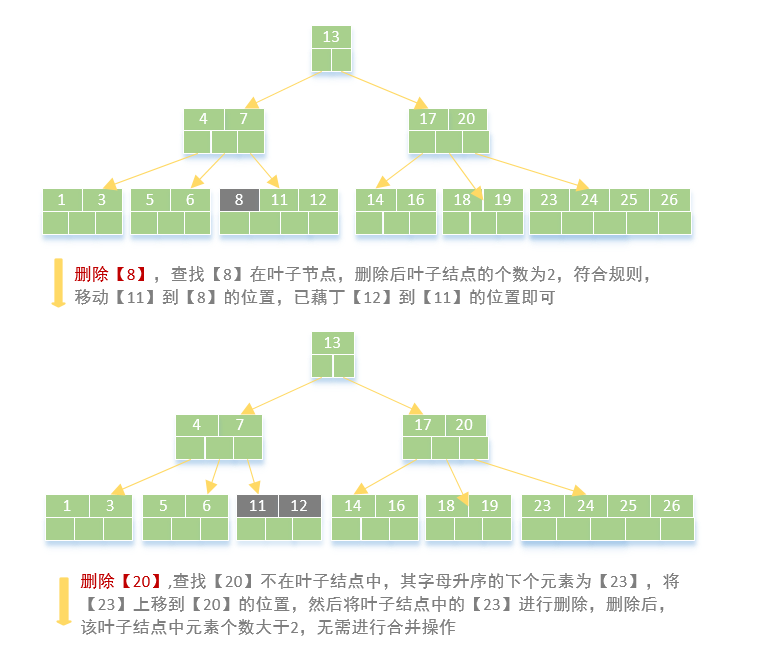 13
4 7 17 20
1 3 5 6 8 11 12 14 16 18 19 23 24 25 26
删除【8】，查找【8】在叶子节点，删除后叶子结点的个数为2，符合规则，
移动【11】到【8】的位置，已藉丁【12】到【11】的位置即可
13
4 7 17 20
1 3 5 6 11 12 14 16 18 19 23 24 25 26
删除【20】,查找【20】不在叶子结点中，其字母升序的下个元素为【23】，将
【23】上移到【20】的位置，然后将叶子结点中的【23】进行删除，删除后，
该叶子结点中元素个数大于2，无需进行合并操作